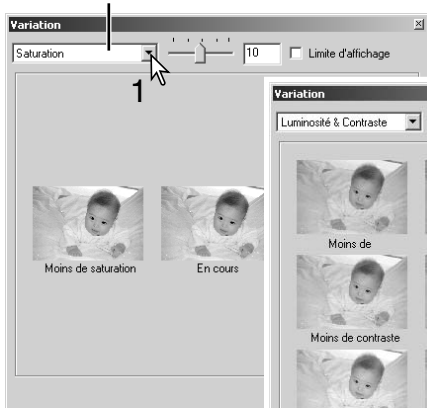 Variation
Saturation
10
Limite d'affichage
1
Moins de saturation
En cours
Variation
Luminosité & Contraste
Moins de
Moins de contraste